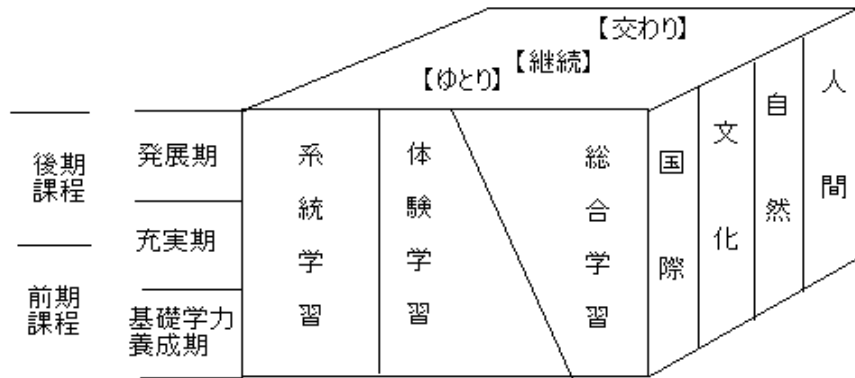 【交わり】
【継続】
【ゆとり】
後期
課程
前期
課程
発展期
充実期
基礎学力
養成期
系統学習
体験学習
総合学習
国際
文化
自然
人間